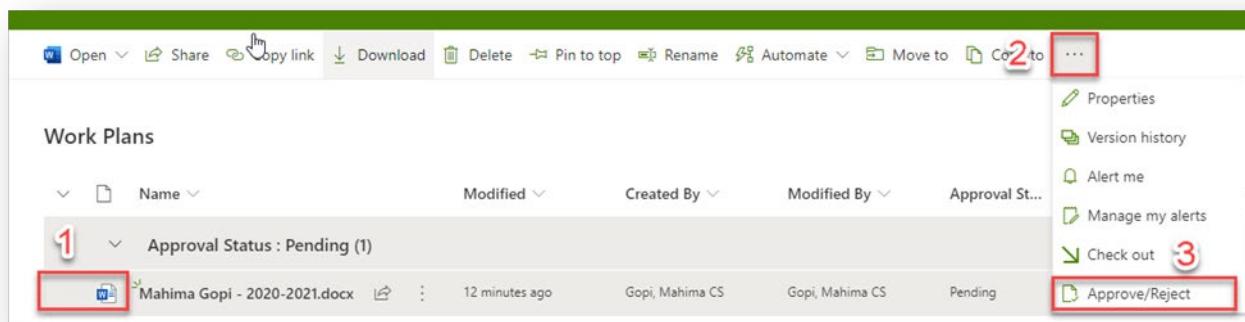 Open Share Copy link Download Delete Pin to top Rename Automate Move to Co to 2 ...
Properties
Work Plans
Version history
Alert me
Name Modified Created By Modified By Approval St...
Manage my alerts
1 Approval Status : Pending (1)
Check out 3
Mahima Gopi - 2020-2021.docx 12 minutes ago Gopi, Mahima CS Gopi, Mahima CS Pending
Approve/Reject